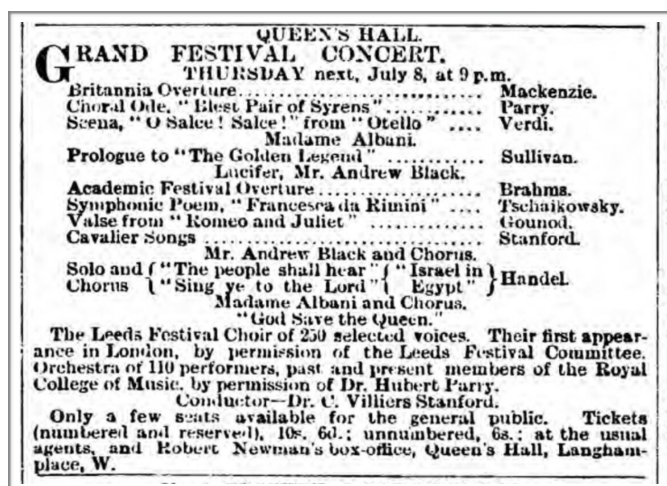 QUEEN'S HALL.
GRAND FESTIVAL CONCERT.
THURSDAY next, July 8, at 9 p.m.
Britannia Overture.................................... Mackenzie.
Choral Ode, "Blest Pair of Syrens"............. Parry.
Scena, "O Salce! Salce!" from "Otello" .... Verdi.
Madame Albani.
Prologue to "The Golden Legend" ........... Sullivan.
Lucifer, Mr. Andrew Black.
Academic Festival Overture....................... Brahms.
Symphonic Poem, "Francesca da Rimini" .... Tschaikowsky.
Valse from "Romeo and Juliet" .............. Gounod.
Cavalier Songs .................................... Stanford.
Mr. Andrew Black and Chorus.
Solo and { "The people shall hear" { "Israel in } Handel.
Chorus { "Sing ye to the Lord" { Egypt" }
Madame Albani and Chorus.
"God Save the Queen."
The Leeds Festival Choir of 250 selected voices. Their first appear-
ance in London, by permission of the Leeds Festival Committee.
Orchestra of 110 performers, past and present members of the Royal
College of Music, by permission of Dr. Hubert Parry.
Conductor—Dr. C. Villiers Stanford.
Only a few seats available for the general public. Tickets
(numbered and reserved), 10s. 6d.; unnumbered, 6s.; at the usual
agents, and Robert Newman's box-office, Queen's Hall, Langham-
place, W.